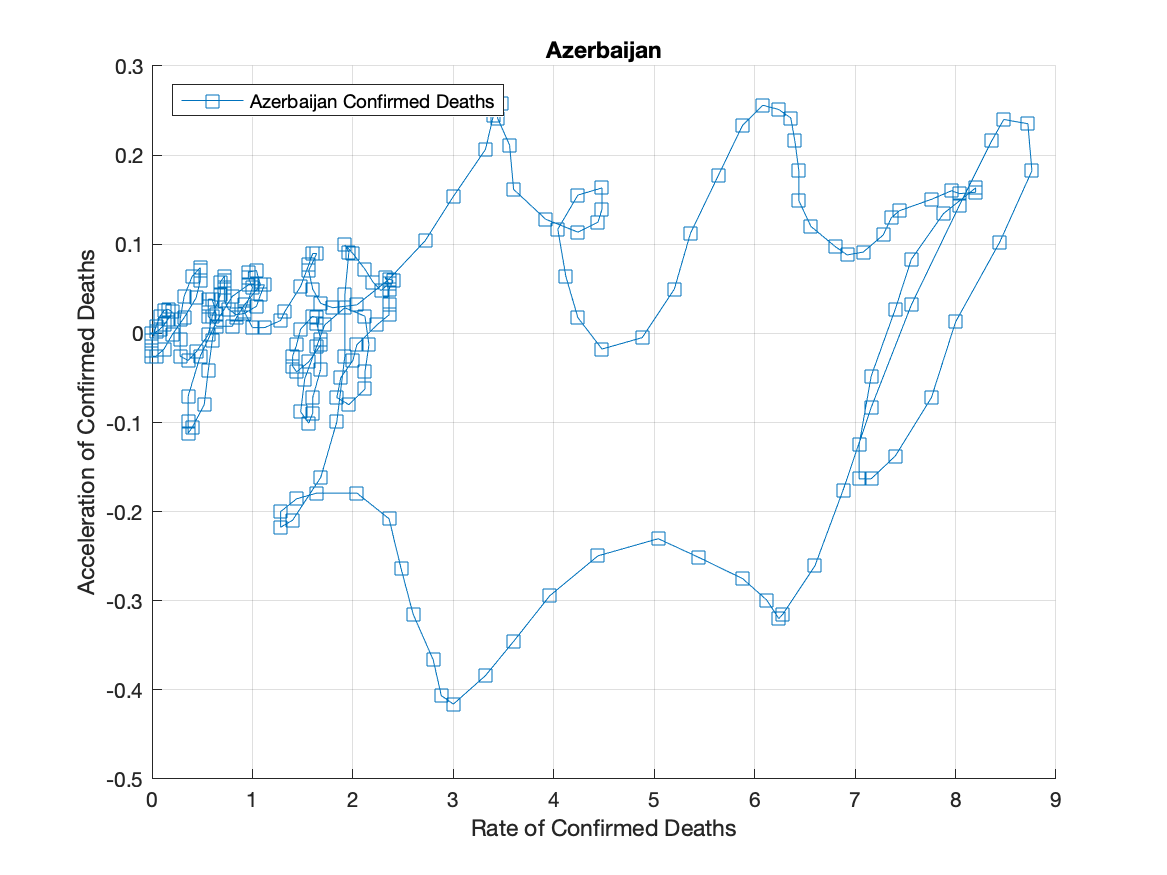 Azerbaijan
Azerbaijan Confirmed Deaths
Acceleration of Confirmed Deaths
0.3
0.2
0.1
0
-0.1
-0.2
-0.3
-0.4
-0.5
0 1 2 3 4 5 6 7 8 9
Rate of Confirmed Deaths